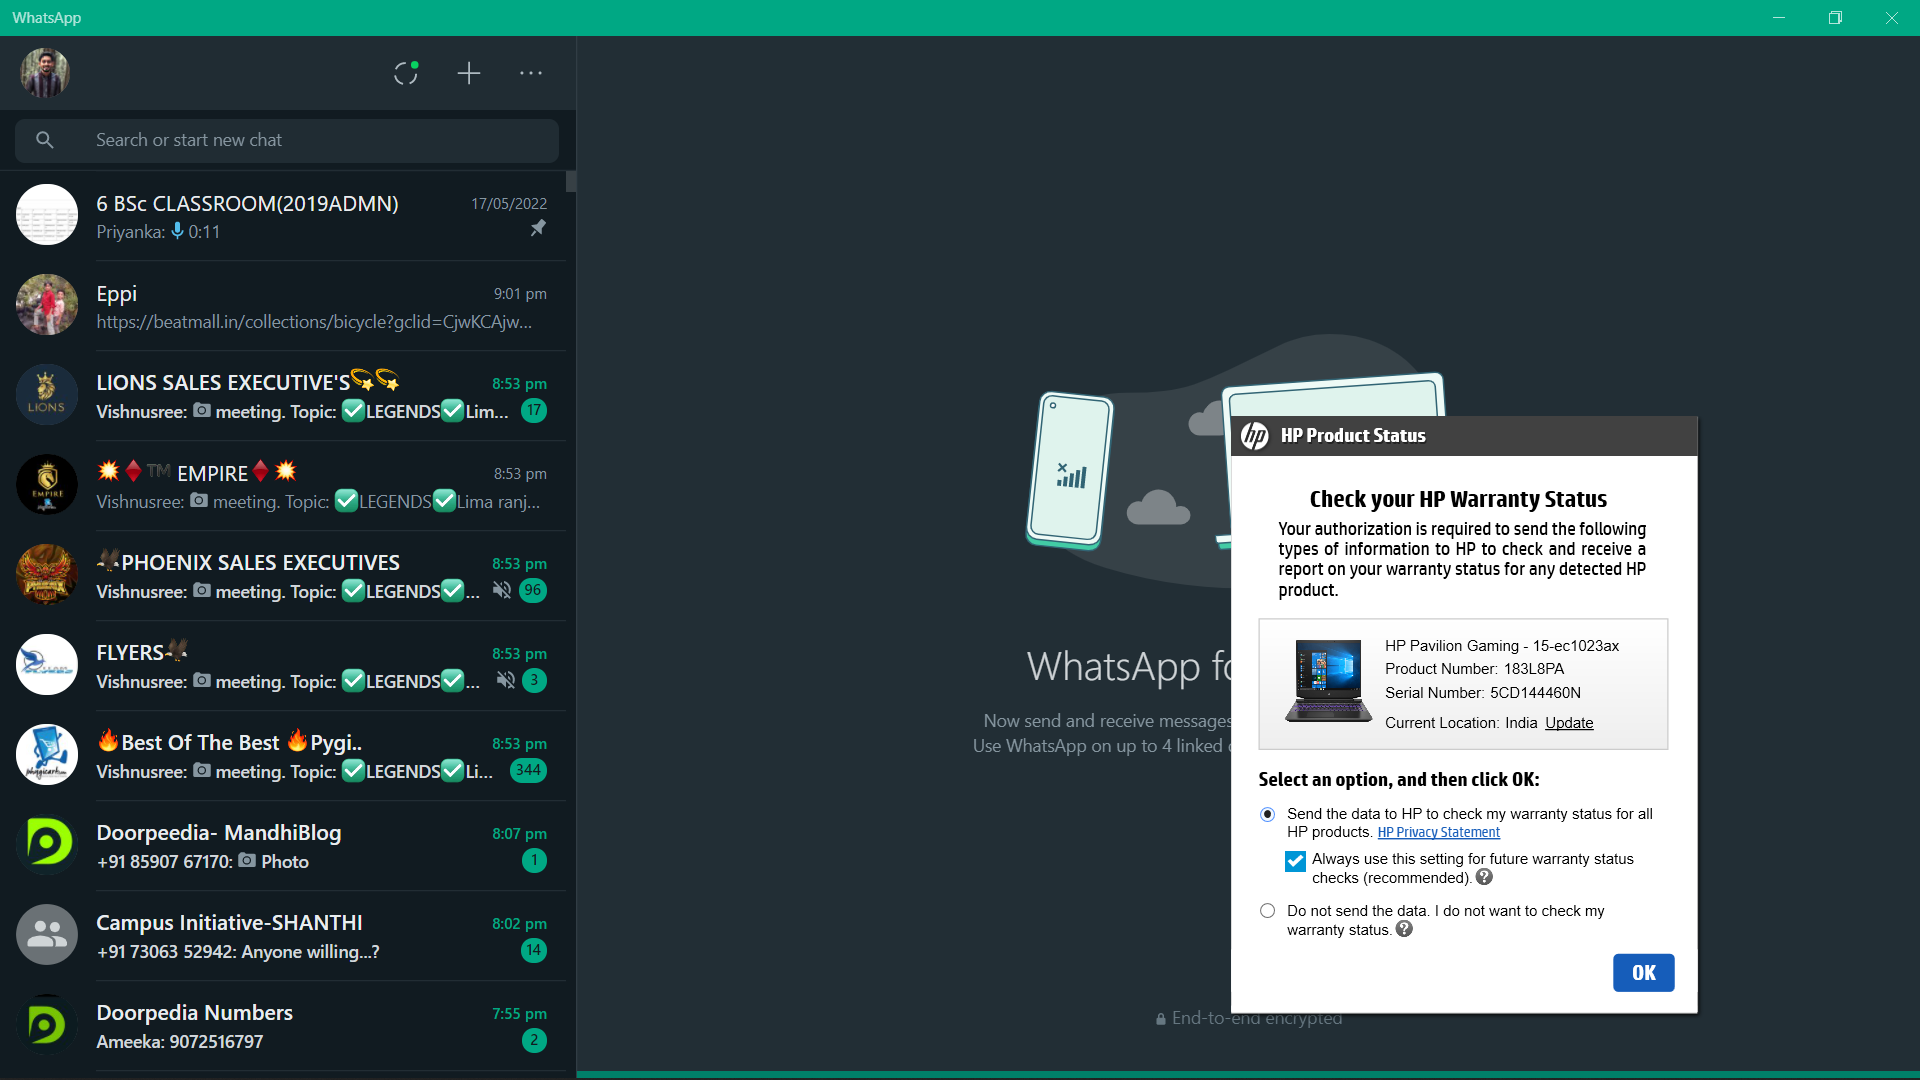 WhatsApp
Search or start new chat
6 BSc CLASSROOM(2019ADMN)
17/05/2022
Priyanka: 🎤 0:11
Eppi
9:01 pm
https://beatmall.in/collections/bicycle?gclid=CjwKCAjw...
LIONS
LIONS SALES EXECUTIVE'S💫💫
8:53 pm
Vishnusree: 📷 meeting. Topic: ✅LEGENDS✅Lim...
17
EMPIRE
💥♦️™️ EMPIRE♦️💥
8:53 pm
Vishnusree: 📷 meeting. Topic: ✅LEGENDS✅Lima ranj...
🦅PHOENIX SALES EXECUTIVES
8:53 pm
Vishnusree: 📷 meeting. Topic: ✅LEGENDS✅...
96
FLYERS🦅
8:53 pm
Vishnusree: 📷 meeting. Topic: ✅LEGENDS✅...
3
🔥Best Of The Best 🔥Pygi..
8:53 pm
Vishnusree: 📷 meeting. Topic: ✅LEGENDS✅Li...
344
Doorpeedia- MandhiBlog
8:07 pm
+91 85907 67170: 📷 Photo
1
Campus Initiative-SHANTHI
8:02 pm
+91 73063 52942: Anyone willing...?
14
Doorpedia Numbers
7:55 pm
Ameeka: 9072516797
2
WhatsApp fo
Now send and receive messages
Use WhatsApp on up to 4 linked
End-to-end encrypted
hp
HP Product Status
Check your HP Warranty Status
Your authorization is required to send the following
types of information to HP to check and receive a
report on your warranty status for any detected HP
product.
HP Pavilion Gaming - 15-ec1023ax
Product Number: 183L8PA
Serial Number: 5CD144460N
Current Location: India Update
Select an option, and then click OK:
Send the data to HP to check my warranty status for all
HP products. HP Privacy Statement
Always use this setting for future warranty status
checks (recommended). ?
Do not send the data. I do not want to check my
warranty status. ?
OK